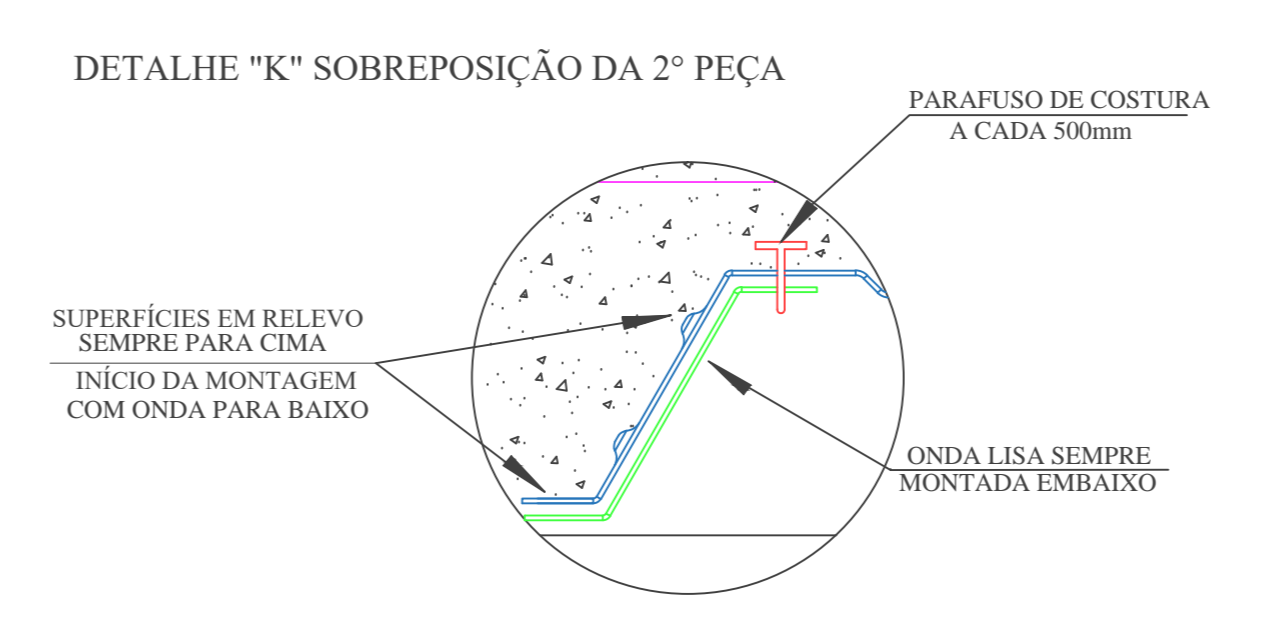 DETALHE "K" SOBREPOSIÇÃO DA 2° PEÇA
PARAFUSO DE COSTURA
A CADA 500mm
SUPERFÍCIES EM RELEVO
SEMPRE PARA CIMA
INÍCIO DA MONTAGEM
COM ONDA PARA BAIXO
ONDA LISA SEMPRE
MONTADA EMBAIXO